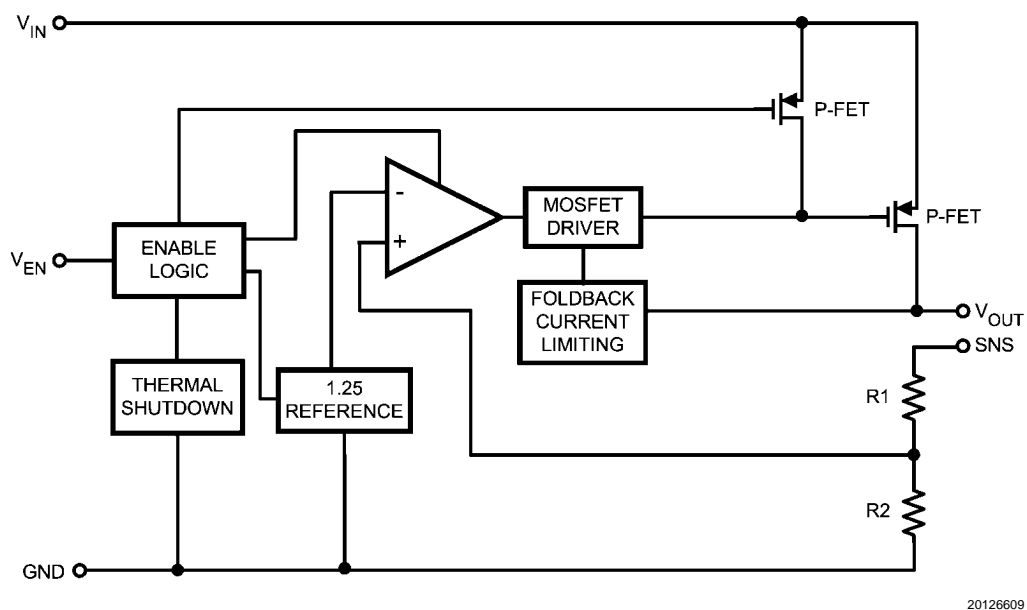 VIN
P-FET
MOSFET
DRIVER
P-FET
-
+
ENABLE
LOGIC
VEN
FOLDBACK
CURRENT
LIMITING
VOUT
SNS
THERMAL
SHUTDOWN
1.25
REFERENCE
R1
R2
GND
20126609